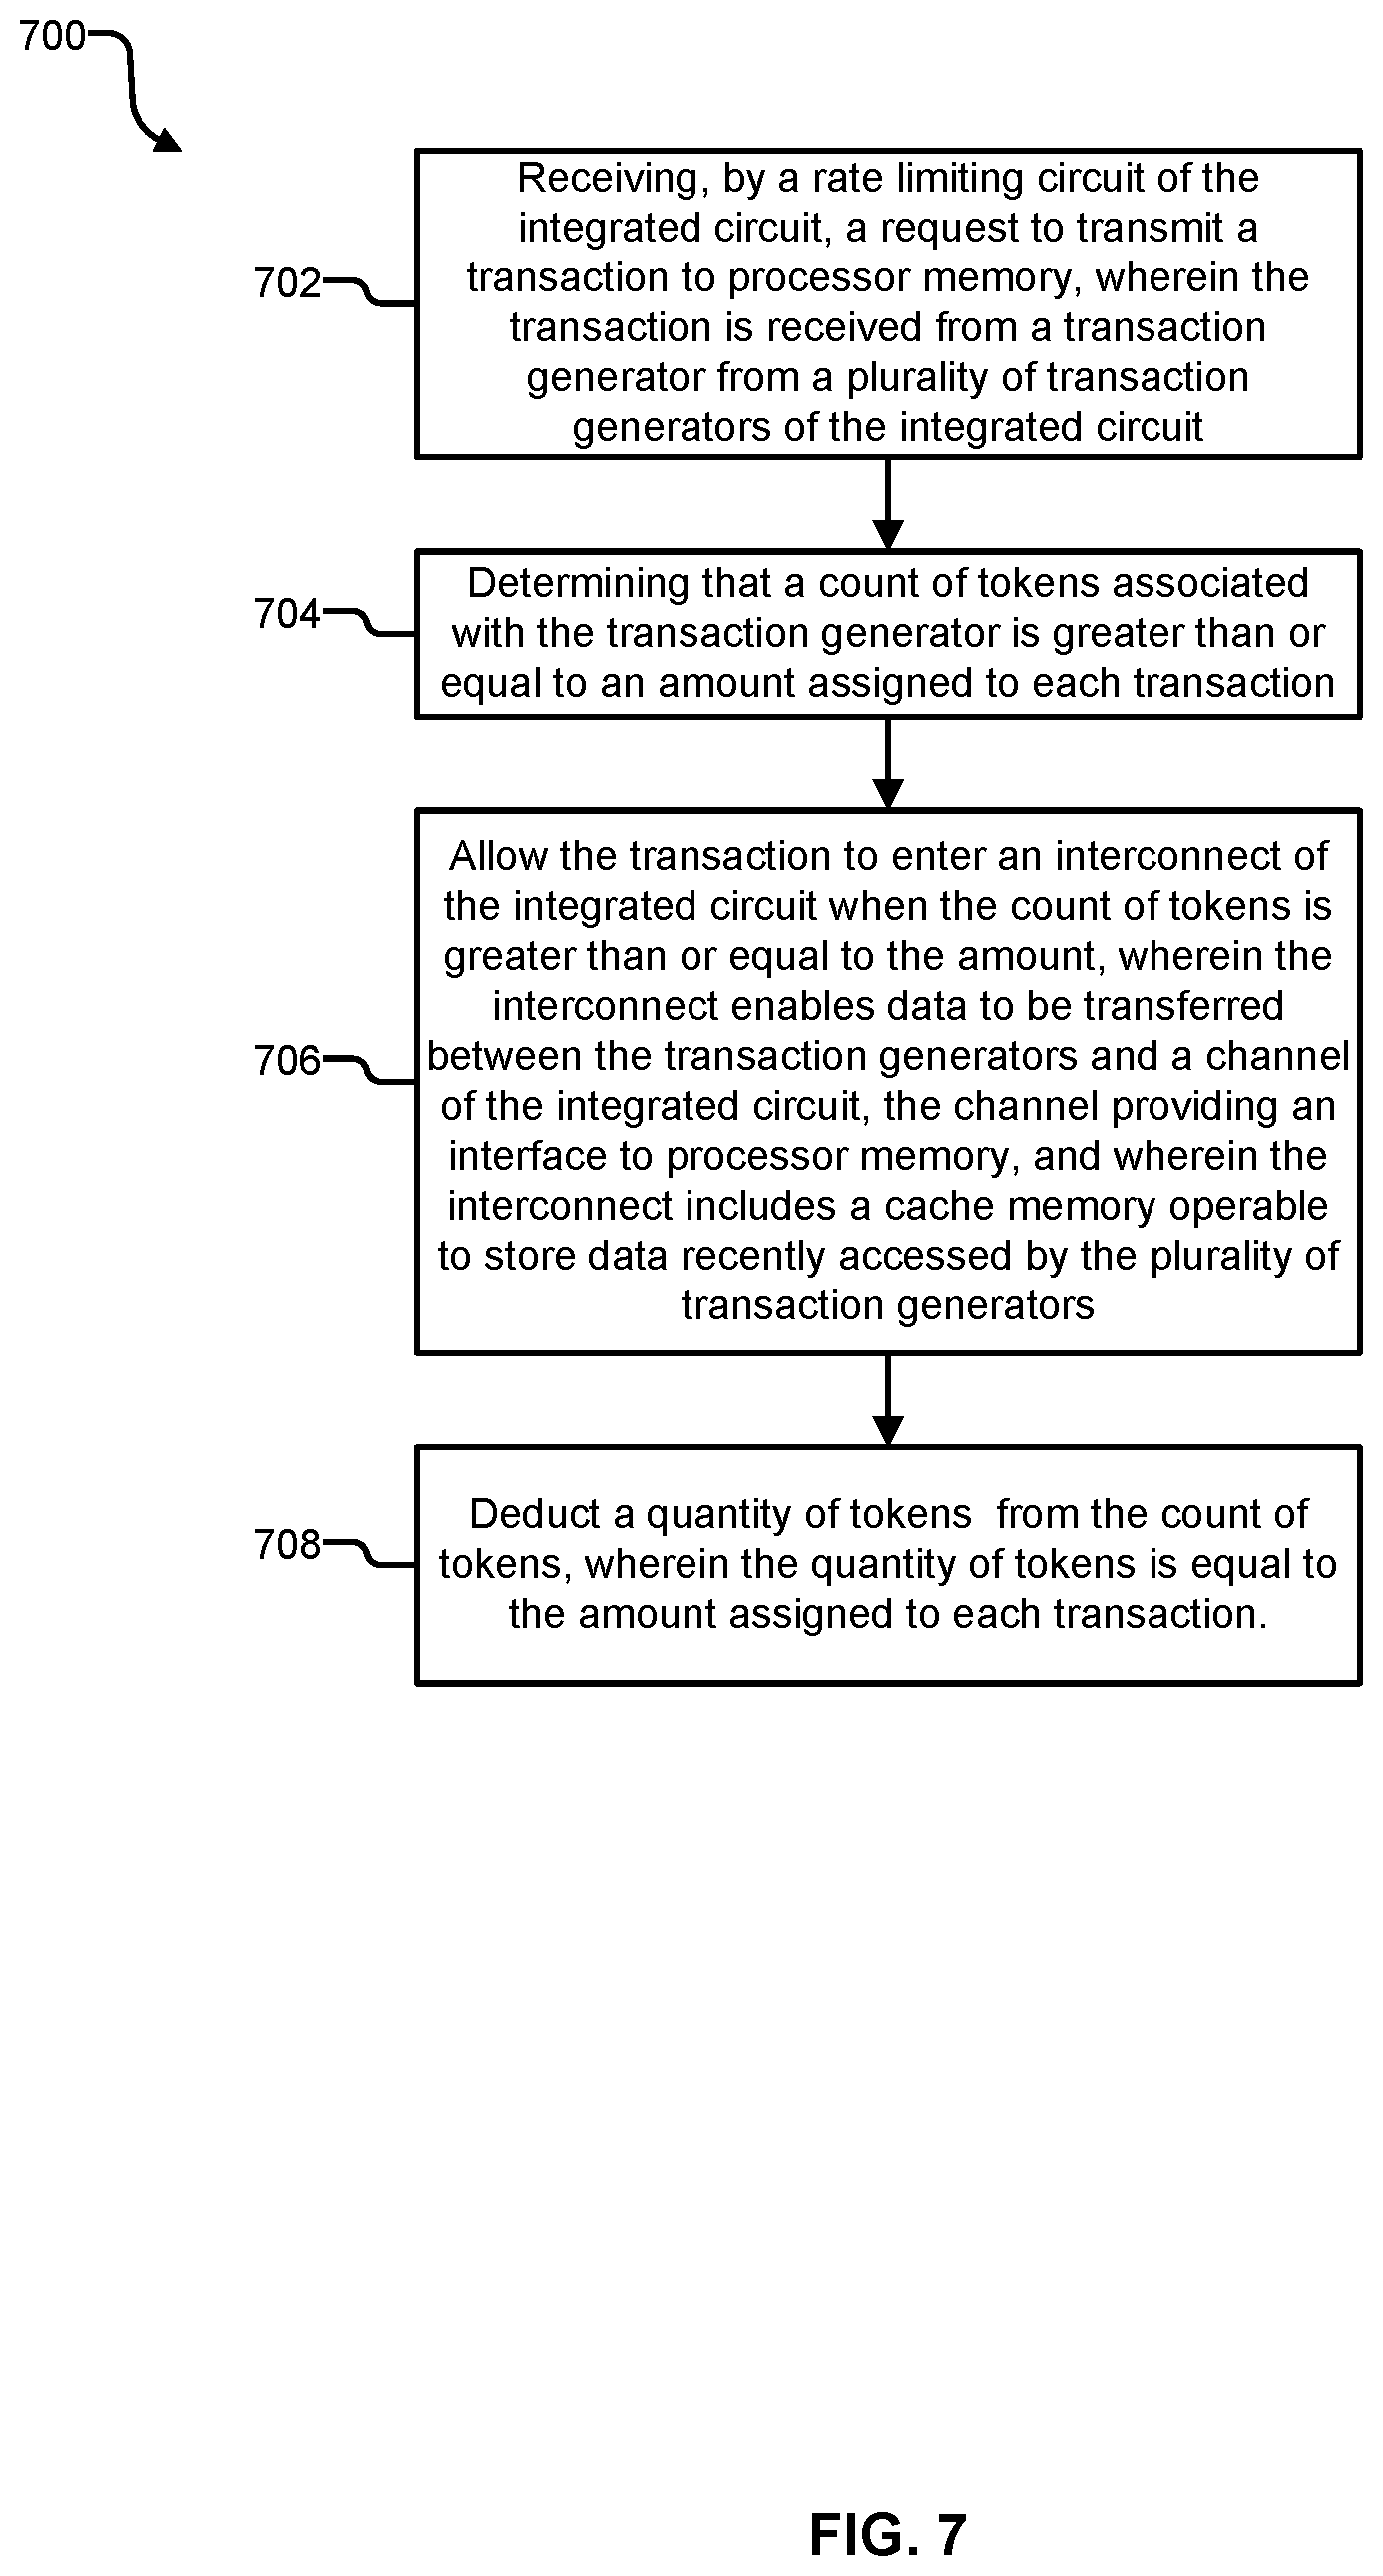 700
702
Receiving, by a rate limiting circuit of the
integrated circuit, a request to transmit a
transaction to processor memory, wherein the
transaction is received from a transaction
generator from a plurality of transaction
generators of the integrated circuit
704
Determining that a count of tokens associated
with the transaction generator is greater than or
equal to an amount assigned to each transaction
706
Allow the transaction to enter an interconnect of
the integrated circuit when the count of tokens is
greater than or equal to the amount, wherein the
interconnect enables data to be transferred
between the transaction generators and a channel
of the integrated circuit, the channel providing an
interface to processor memory, and wherein the
interconnect includes a cache memory operable
to store data recently accessed by the plurality of
transaction generators
708
Deduct a quantity of tokens  from the count of
tokens, wherein the quantity of tokens is equal to
the amount assigned to each transaction.
FIG. 7